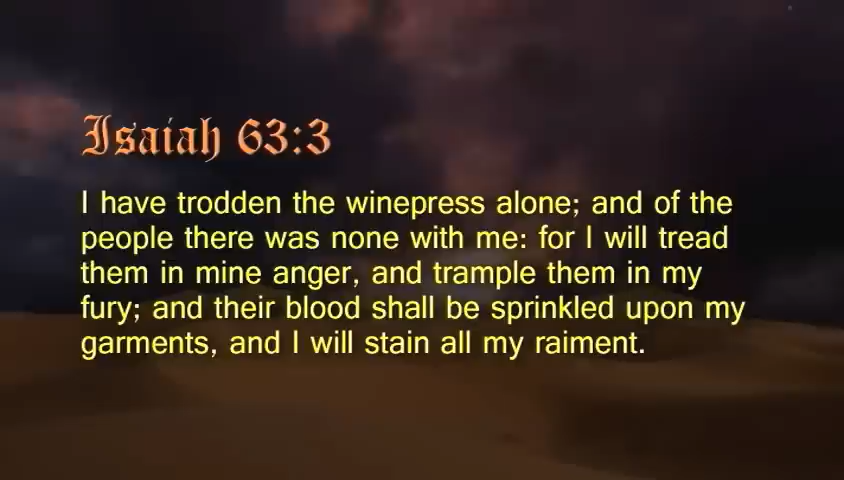 Isaiah 63:3
I have trodden the winepress alone; and of the
people there was none with me: for I will tread
them in mine anger, and trample them in my
fury; and their blood shall be sprinkled upon my
garments, and I will stain all my raiment.